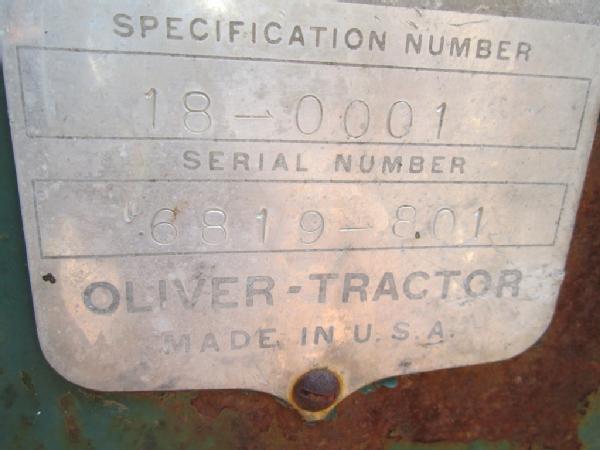 SPECIFICATION NUMBER
18-0001
SERIAL NUMBER
6819-801
OLIVER-TRACTOR
MADE IN U.S.A.